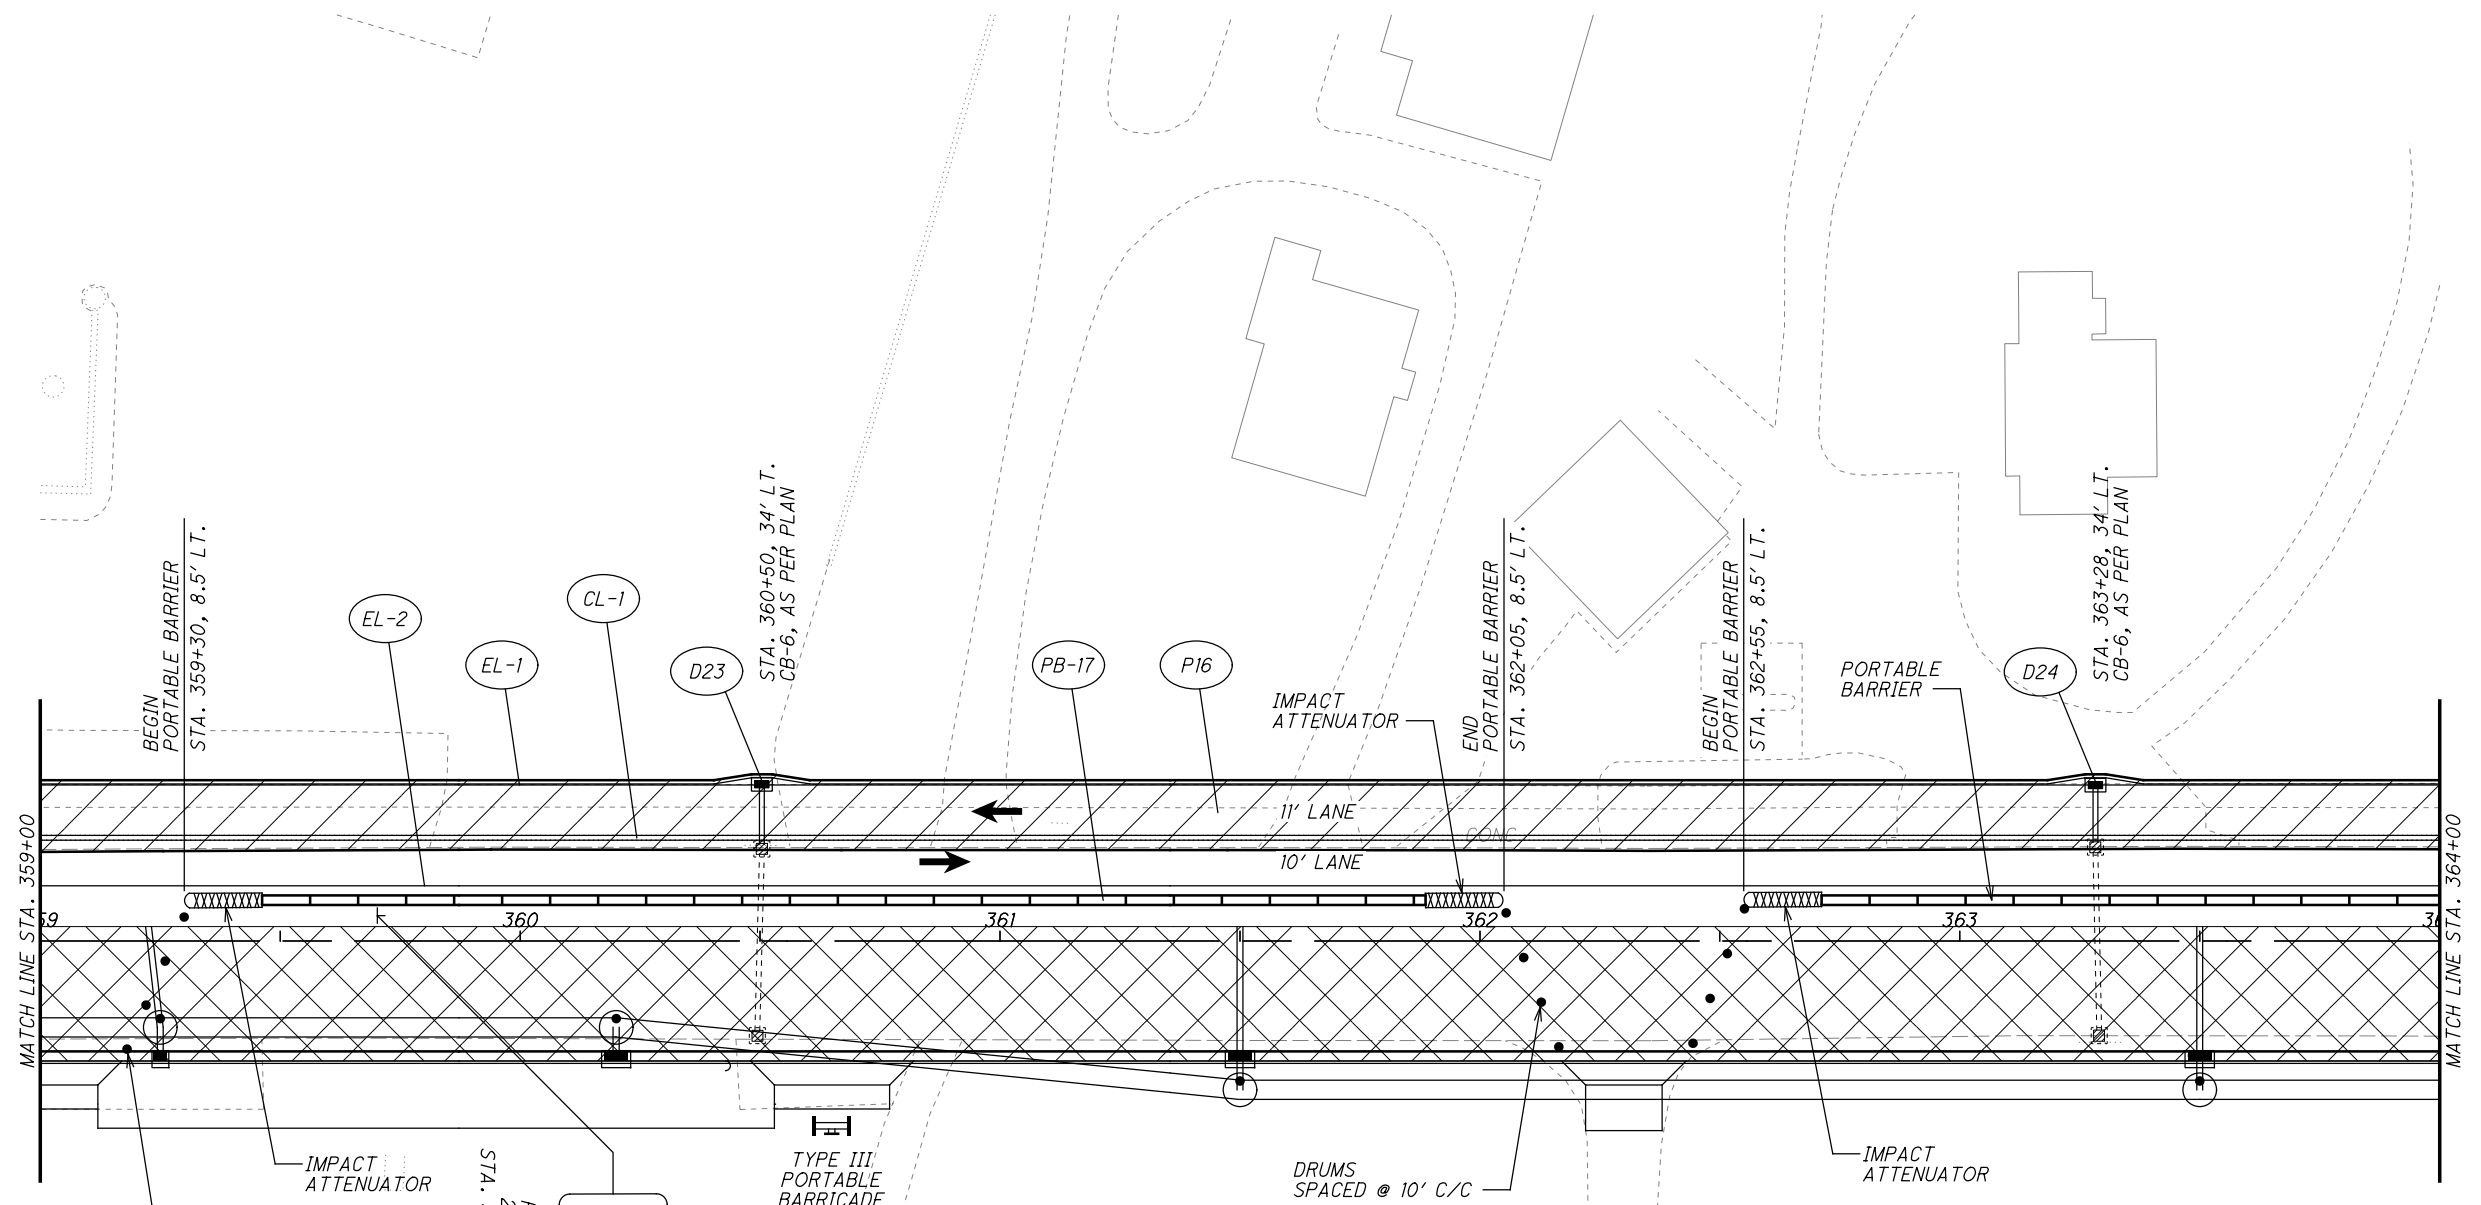 BEGIN
PORTABLE BARRIER
STA. 359+30, 8.5' LT.
EL-2
EL-1
CL-1
D23
STA. 360+50, 34' LT.
CB-6, AS PER PLAN
PB-17
P16
IMPACT
ATTENUATOR
END
PORTABLE BARRIER
STA. 362+05, 8.5' LT.
BEGIN
PORTABLE BARRIER
STA. 362+55, 8.5' LT.
PORTABLE
BARRIER
D24
STA. 363+28, 34' LT.
CB-6, AS PER PLAN
MATCH LINE STA. 359+00
11' LANE
CONC
10' LANE
MATCH LINE STA. 364+00
59
360
361
362
363
36
IMPACT
ATTENUATOR
STA.
TYPE III
PORTABLE
BARRICADE
DRUMS
SPACED @ 10' C/C
IMPACT
ATTENUATOR